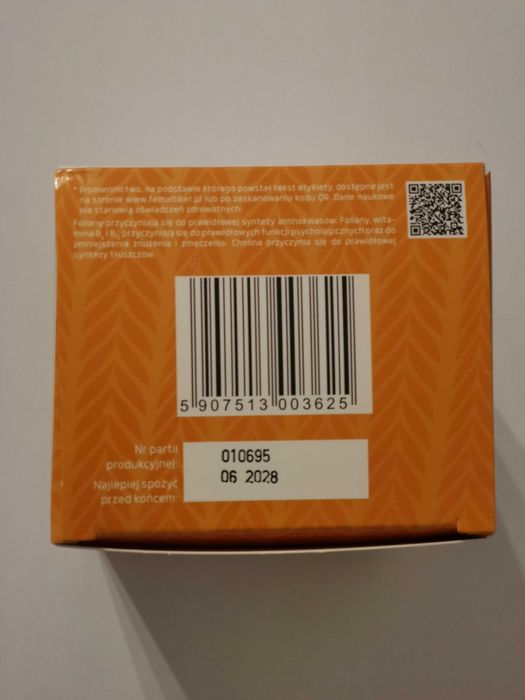 * Piśmiennictwo, na podstawie którego powstał tekst etykiety, dostępne jest
na stronie www.femaltiker.pl lub po zeskanowaniu kodu QR. Dane naukowe
nie stanowią oświadczeń zdrowotnych.
Foliany przyczyniają się do prawidłowej syntezy aminokwasów. Foliany, wita-
mina B₆ i B₁₂ przyczyniają się do prawidłowych funkcji psychologicznych oraz do
zmniejszenia znużenia i zmęczenia. Cholina przyczynia się do prawidłowej
syntezy tłuszczów.
5 907513 003625
Nr partii
produkcyjnej: 010695
06 2028
Najlepiej spożyć
przed końcem: